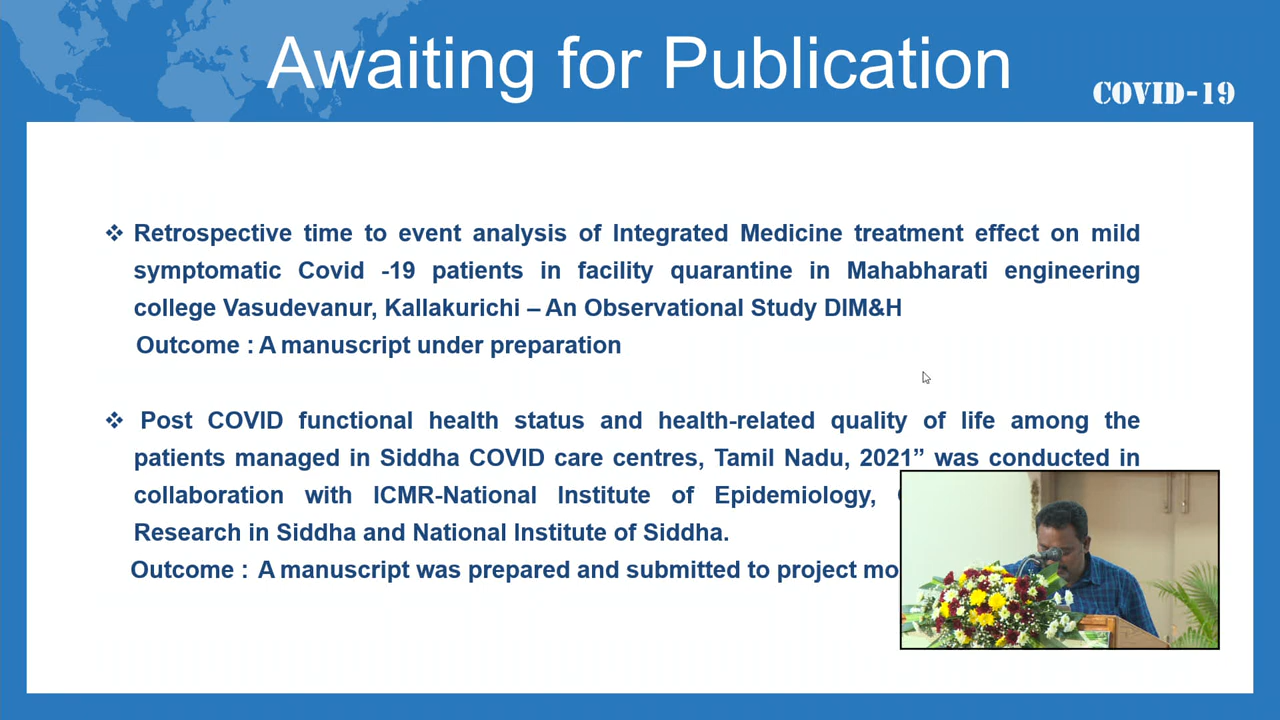 Awaiting for Publication
COVID-19
❖ Retrospective time to event analysis of Integrated Medicine treatment effect on mild
symptomatic Covid -19 patients in facility quarantine in Mahabharati engineering
college Vasudevanur, Kallakurichi – An Observational Study DIM&H
Outcome : A manuscript under preparation
❖ Post COVID functional health status and health-related quality of life among the
patients managed in Siddha COVID care centres, Tamil Nadu, 2021” was conducted in
collaboration with ICMR-National Institute of Epidemiology,
Research in Siddha and National Institute of Siddha.
Outcome : A manuscript was prepared and submitted to project